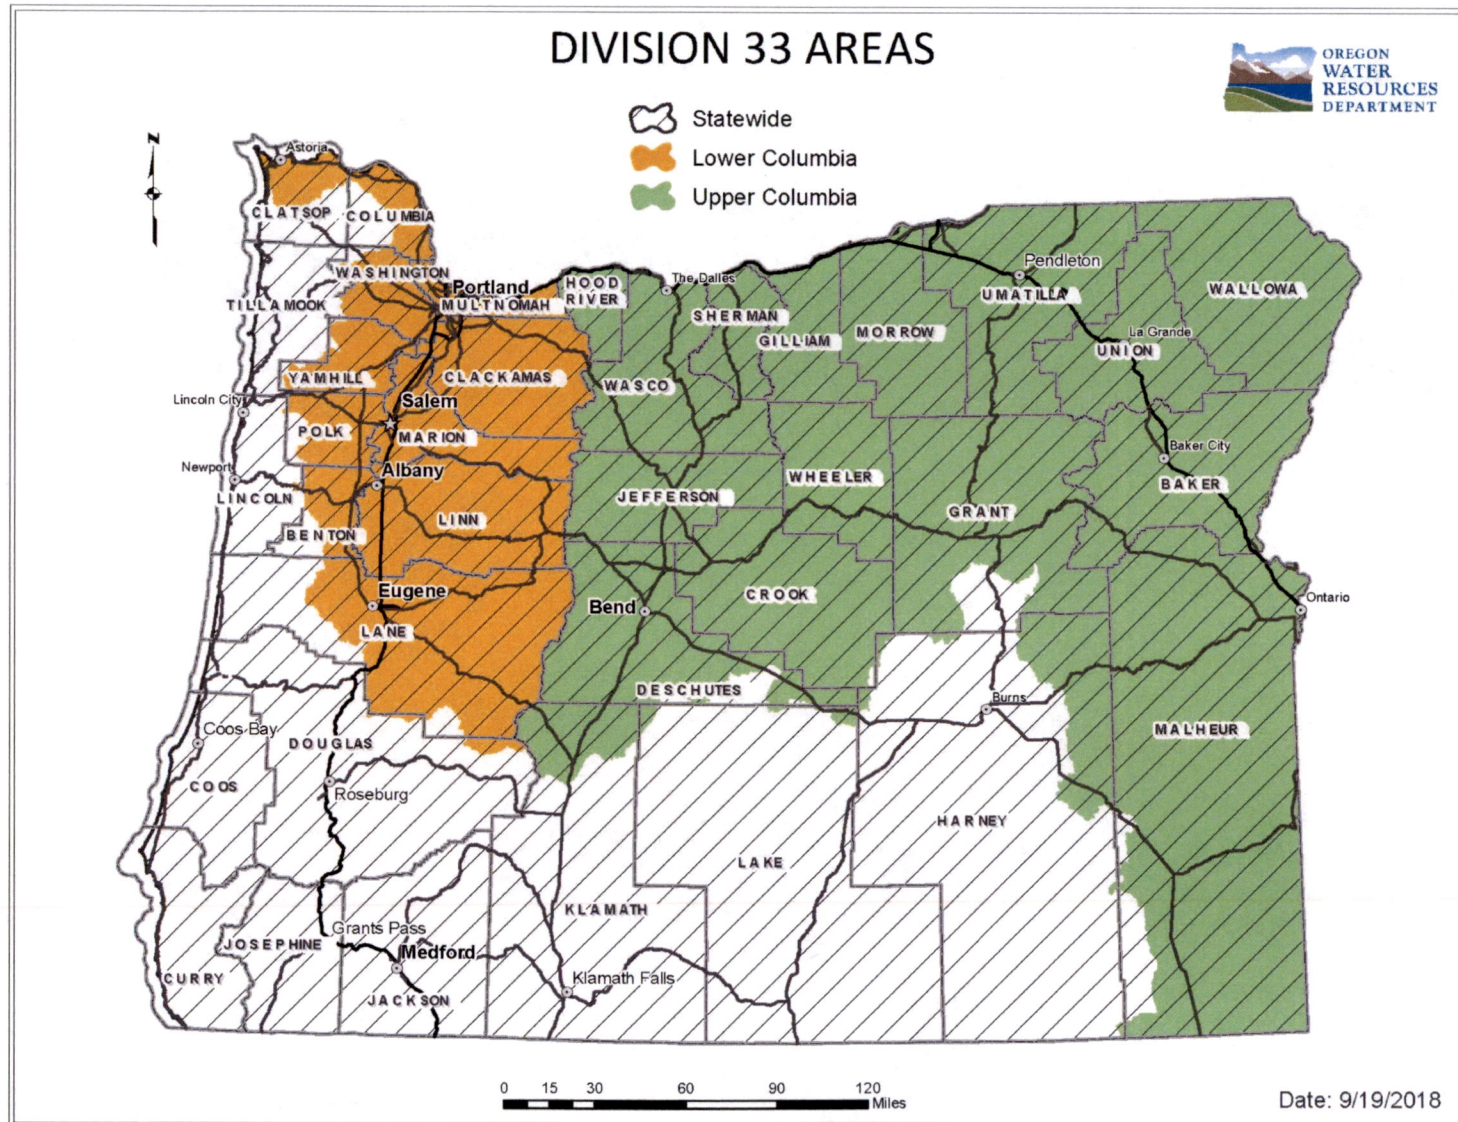 DIVISION 33 AREAS
OREGON
WATER
RESOURCES
DEPARTMENT
Statewide
Lower Columbia
Upper Columbia
N
Astoria
CLATSOP
COLUMBIA
WASHINGTON
Portland
TILLAMOOK
MULTNOMAH
HOOD
RIVER
The Dalles
Pendleton
SHERMAN
UMATILLA
WALLOWA
GILLIAM
MORROW
La Grande
UNION
YAMHILL
CLACKAMAS
WASCO
Lincoln City
Salem
POLK
MARION
Baker City
Newport
Albany
LINCOLN
JEFFERSON
WHEELER
BAKER
BENTON
LINN
GRANT
Eugene
Bend
CROOK
Ontario
LANE
DESCHUTES
Burns
Coos Bay
DOUGLAS
MALHEUR
COOS
Roseburg
HARNEY
LAKE
KLAMATH
Grants Pass
JOSEPHINE
Medford
CURRY
Klamath Falls
JACKSON
0 15 30 60 90 120
Miles
Date: 9/19/2018